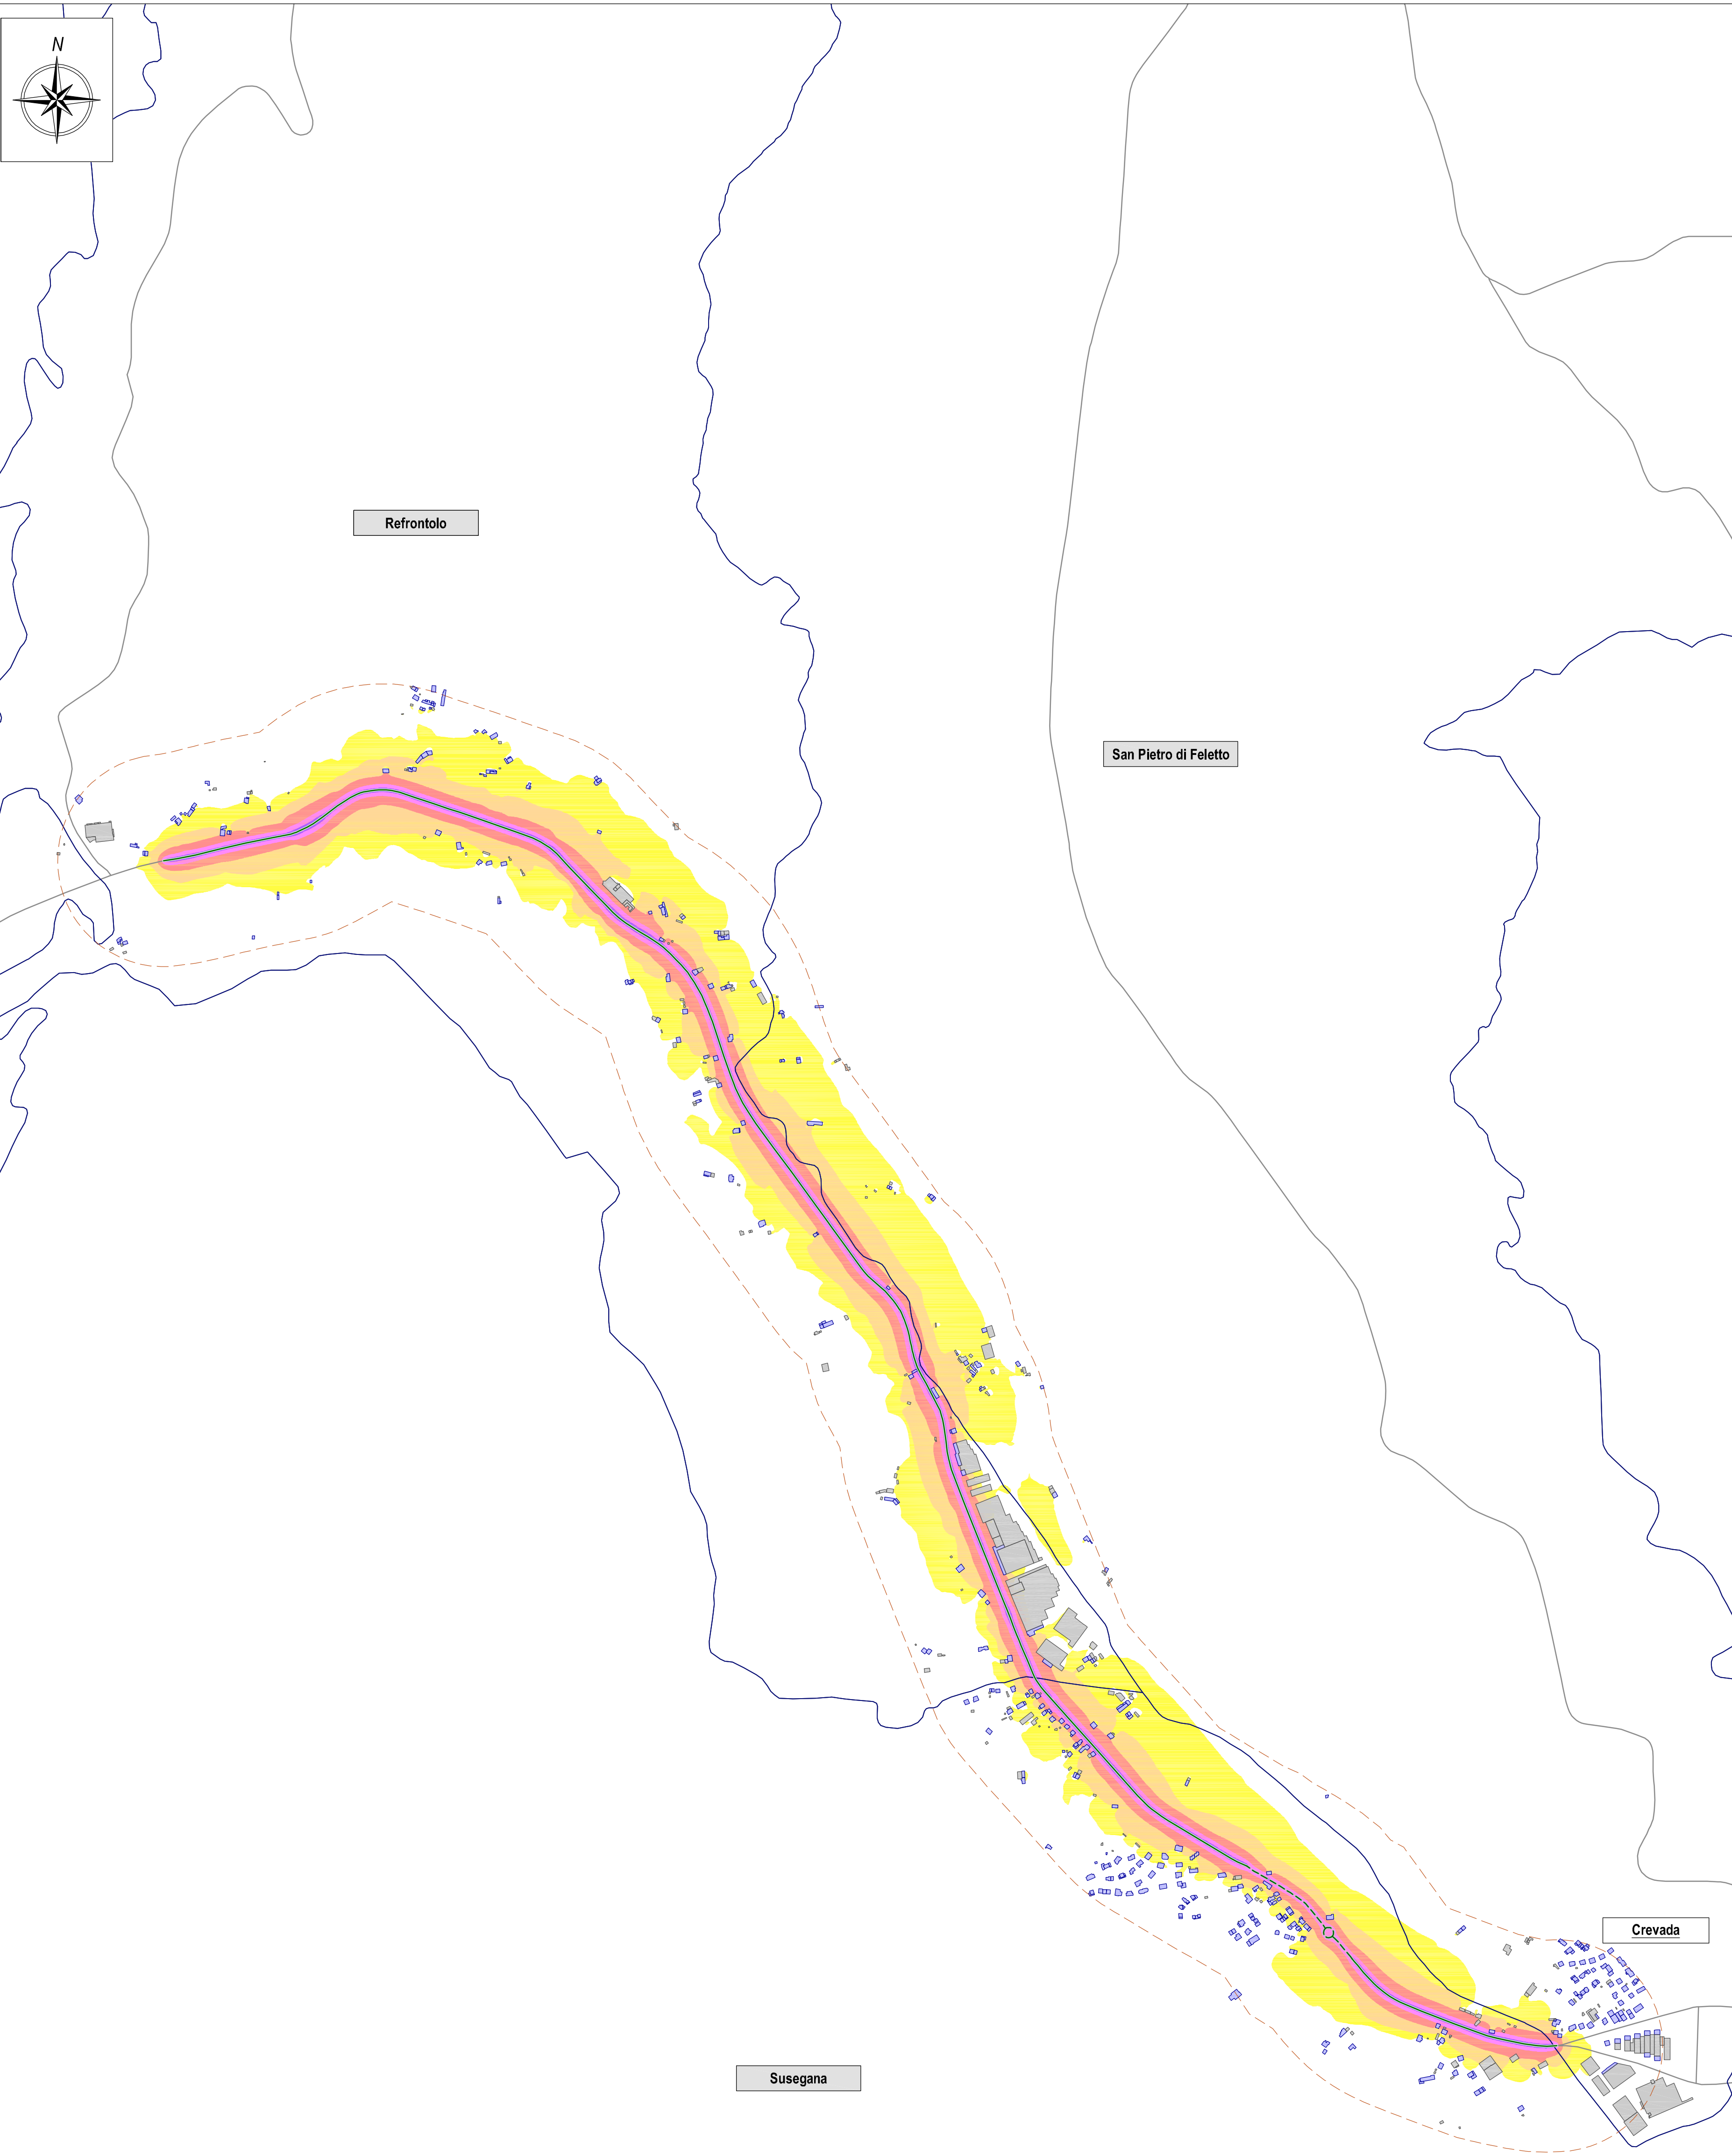 N
Refrontolo
San Pietro di Feletto
Crevada
Susegana